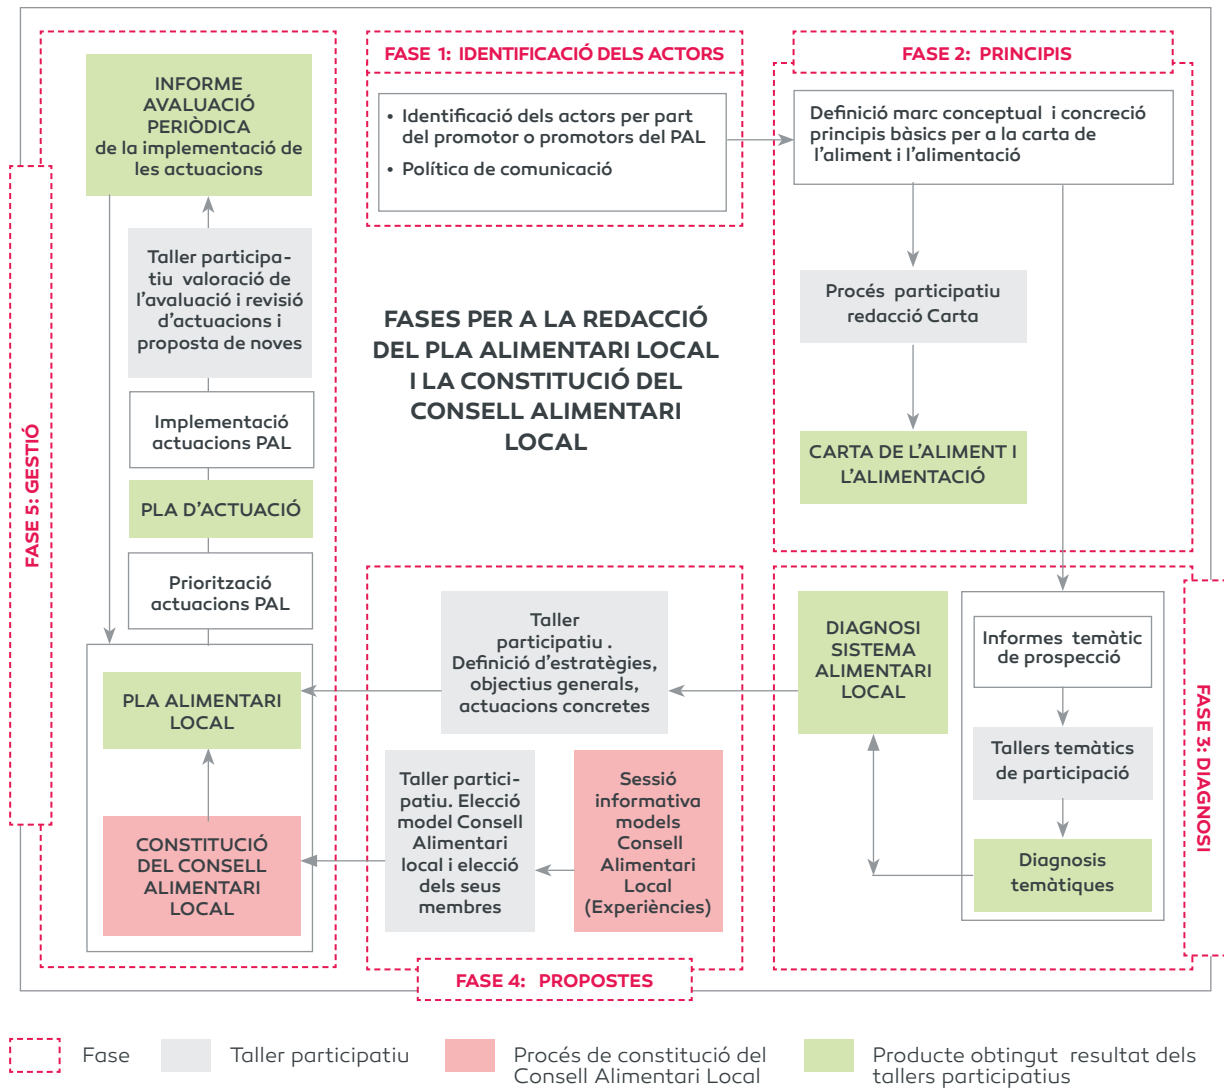 FASE 1: IDENTIFICACIÓ DELS ACTORS
• Identificació dels actors per part
del promotor o promotors del PAL
• Política de comunicació
FASE 2: PRINCIPIS
Definició marc conceptual i concreció
principis bàsics per a la carta de
l'aliment i l'alimentació
Procés participatiu
redacció Carta
CARTA DE L'ALIMENT I
L'ALIMENTACIÓ
FASES PER A LA REDACCIÓ
DEL PLA ALIMENTARI LOCAL
I LA CONSTITUCIÓ DEL
CONSELL ALIMENTARI
LOCAL
FASE 3: DIAGNOSI
Informes temàtic
de prospecció
Tallers temàtics
de participació
Diagnosis
temàtiques
DIAGNOSI
SISTEMA
ALIMENTARI
LOCAL
FASE 4: PROPOSTES
Taller
participatiu .
Definició d'estratègies,
objectius generals,
actuacions concretes
Sessió
informativa
models
Consell
Alimentari
Local
(Experiències)
Taller partici-
patiu. Elecció
model Consell
Alimentari
local i elecció
dels seus
membres
FASE 5: GESTIÓ
INFORME
AVALUACIÓ
PERIÒDICA
de la implementació de
les actuacions
Taller participa-
tiu valoració de
l'avaluació i revisió
d'actuacions i
proposta de noves
Implementació
actuacions PAL
PLA D'ACTUACIÓ
Priorització
actuacions PAL
PLA ALIMENTARI
LOCAL
CONSTITUCIÓ
DEL CONSELL
ALIMENTARI
LOCAL
Fase
Taller participatiu
Procés de constitució del
Consell Alimentari Local
Producte obtingut resultat dels
tallers participatius